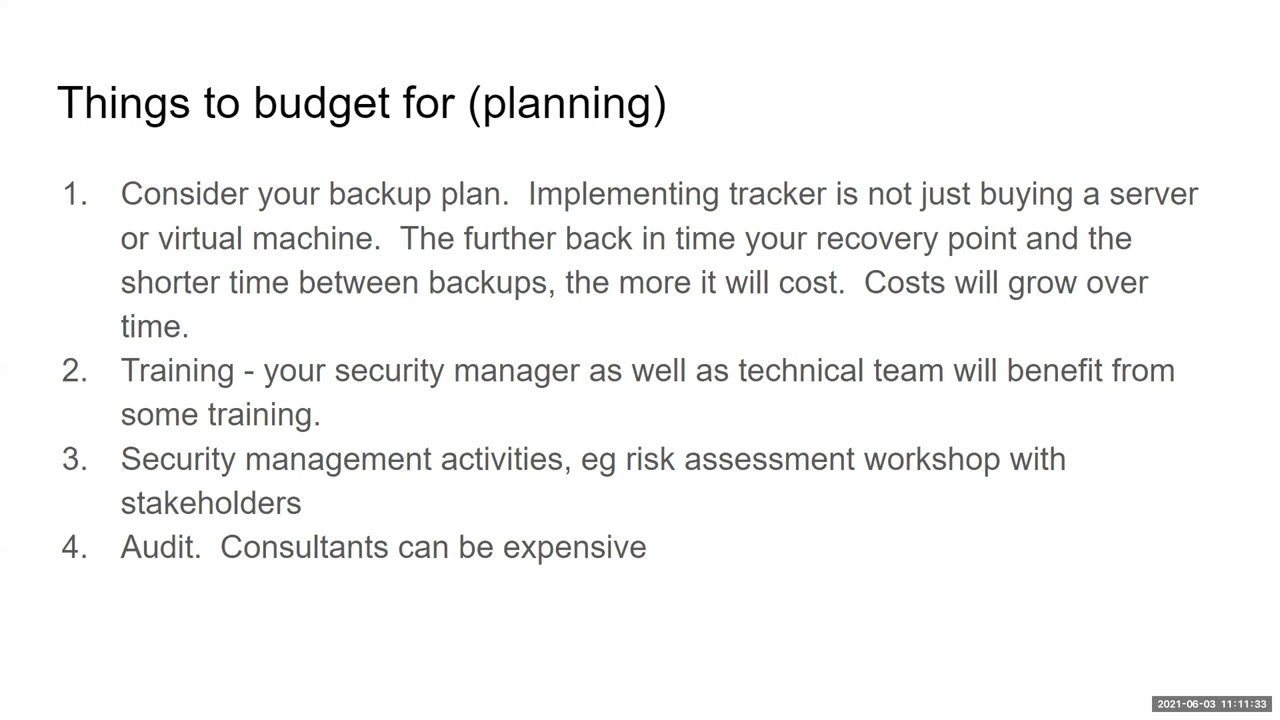 Things to budget for (planning)
1. Consider your backup plan.  Implementing tracker is not just buying a server
or virtual machine.  The further back in time your recovery point and the
shorter time between backups, the more it will cost.  Costs will grow over
time.
2. Training - your security manager as well as technical team will benefit from
some training.
3. Security management activities, eg risk assessment workshop with
stakeholders
4. Audit.  Consultants can be expensive
2021-06-03 11:11:33